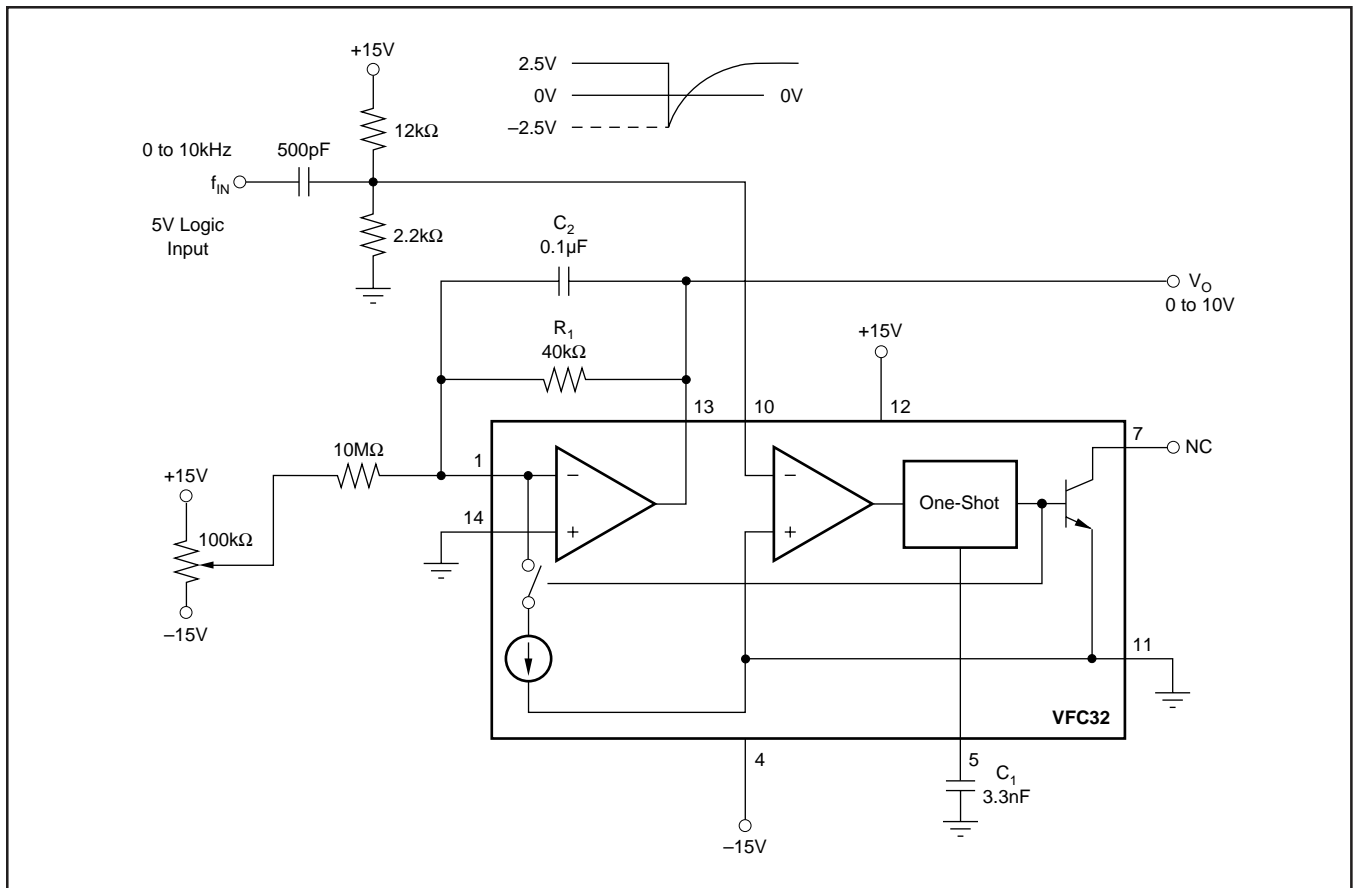 +15V
2.5V
0V
0V
–2.5V
12kΩ
0 to 10kHz
500pF
fIN
5V Logic
Input
2.2kΩ
C2
0.1µF
VO
0 to 10V
R1
40kΩ
+15V
13
10
12
7
NC
10MΩ
1
–
+
–
+
One-Shot
+15V
14
100kΩ
–15V
11
VFC32
4
5
C1
3.3nF
–15V